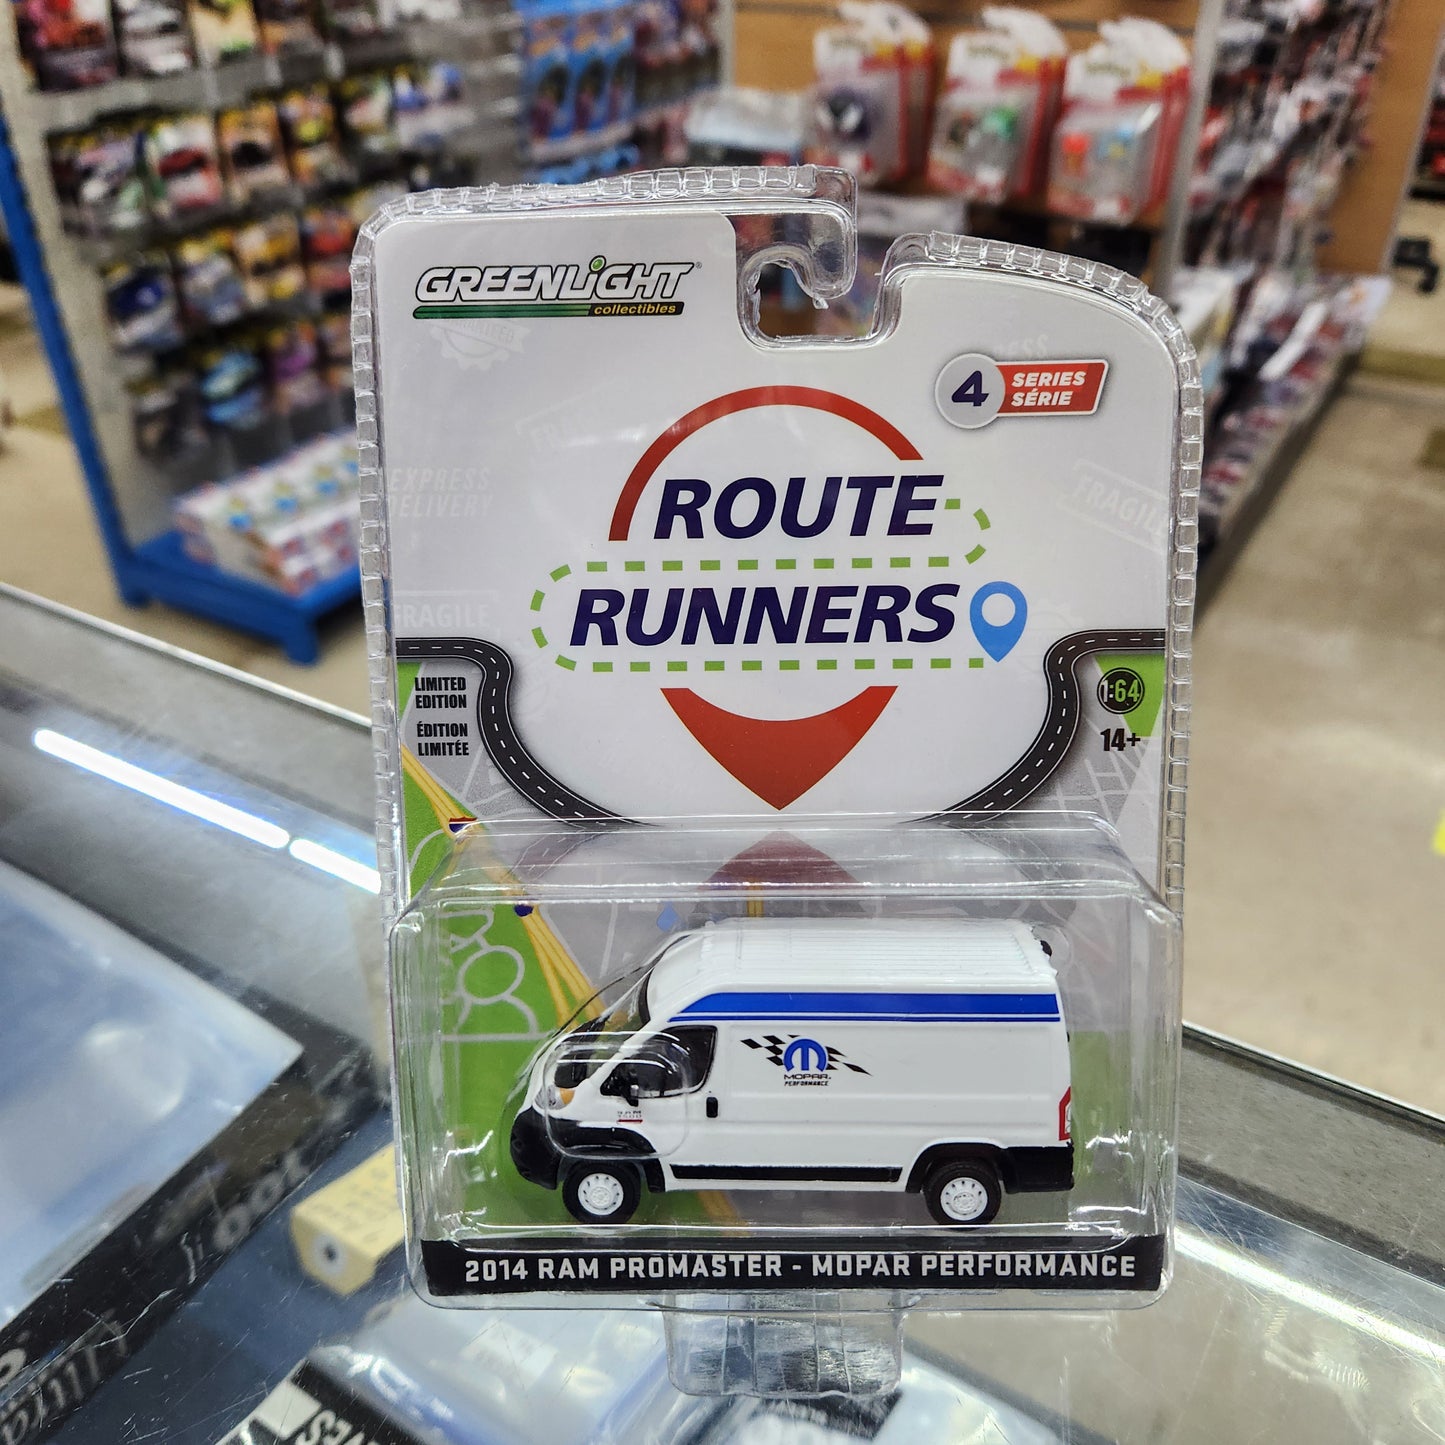 GREENLIGHT®
collectibles
4 SERIES
SÉRIE
EXPRESS
DELIVERY
FRAGILE
ROUTE
RUNNERS
FRAGILE
LIMITED
EDITION
ÉDITION
LIMITÉE
1:64
14+
MOPAR
PERFORMANCE
2014 RAM PROMASTER - MOPAR PERFORMANCE